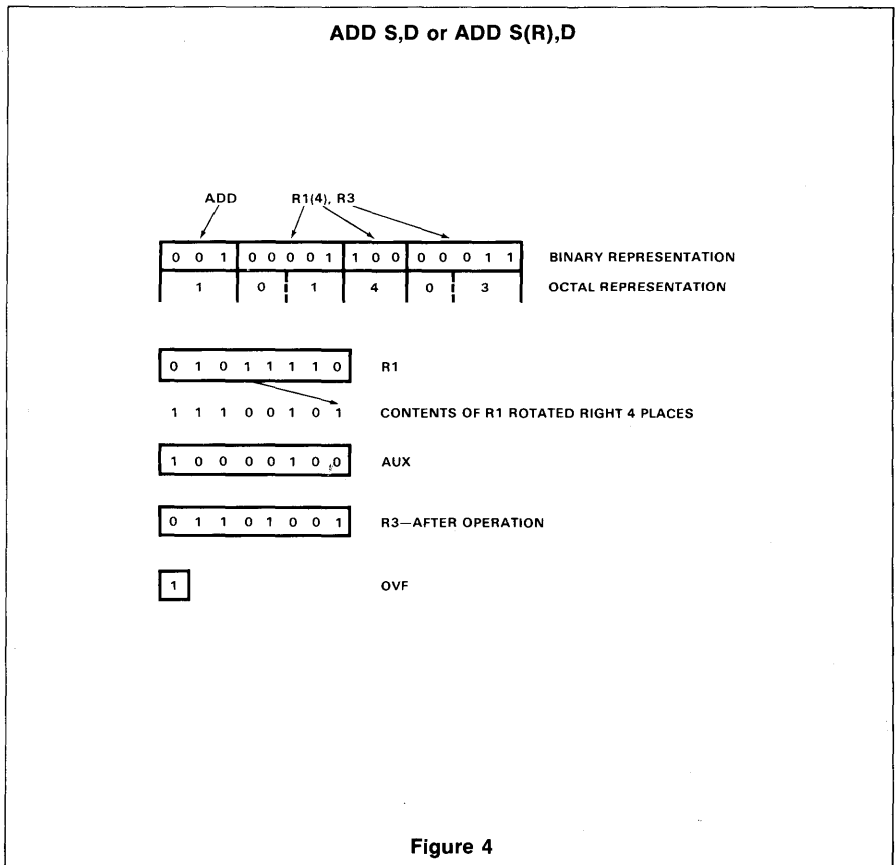 ADD S,D or ADD S(R),D
ADD R1(4), R3
0 0 1 0 0 0 0 1 1 0 0 0 0 0 1 1 BINARY REPRESENTATION
1 0 1 4 0 3 OCTAL REPRESENTATION
0 1 0 1 1 1 1 0 R1
1 1 1 0 0 1 0 1 CONTENTS OF R1 ROTATED RIGHT 4 PLACES
1 0 0 0 0 1 0 0 AUX
0 1 1 0 1 0 0 1 R3—AFTER OPERATION
1 OVF
Figure 4